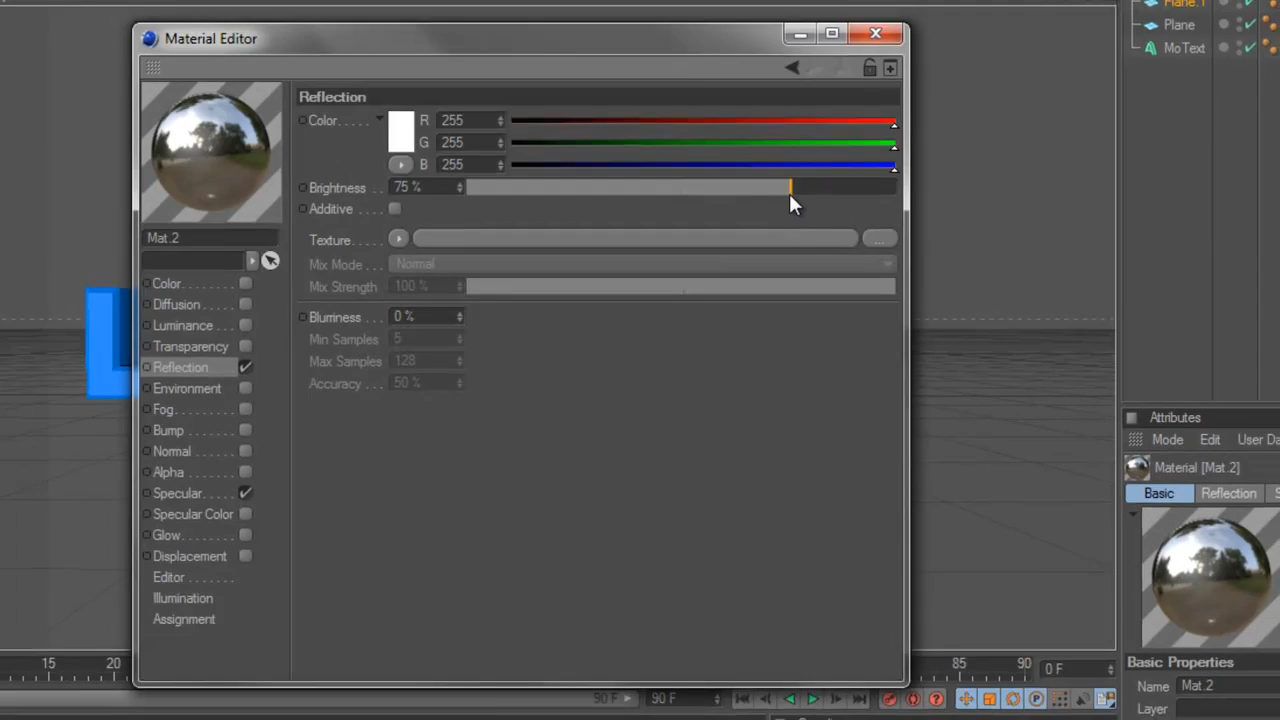 Material Editor
Reflection
Color..... R 255
G 255
B 255
Brightness .. 75 %
Additive ....
Texture..... ...
Mix Mode ... Normal
Mix Strength 100 %
Blurriness ... 0 %
Min Samples 5
Max Samples 128
Accuracy ... 50 %
Mat.2
Color.......
Diffusion ....
Luminance ...
Transparency
Reflection ...
Environment
Fog.........
Bump .......
Normal ......
Alpha .......
Specular.....
Specular Color
Glow........
Displacement
Editor .......
Illumination
Assignment
Plane.1
Plane
MoText
Attributes
Mode Edit
Material [Mat.2]
Basic Reflection
Basic Properties
Name Mat.2
Layer
15 20 85 90 0 F
90 F 90 F